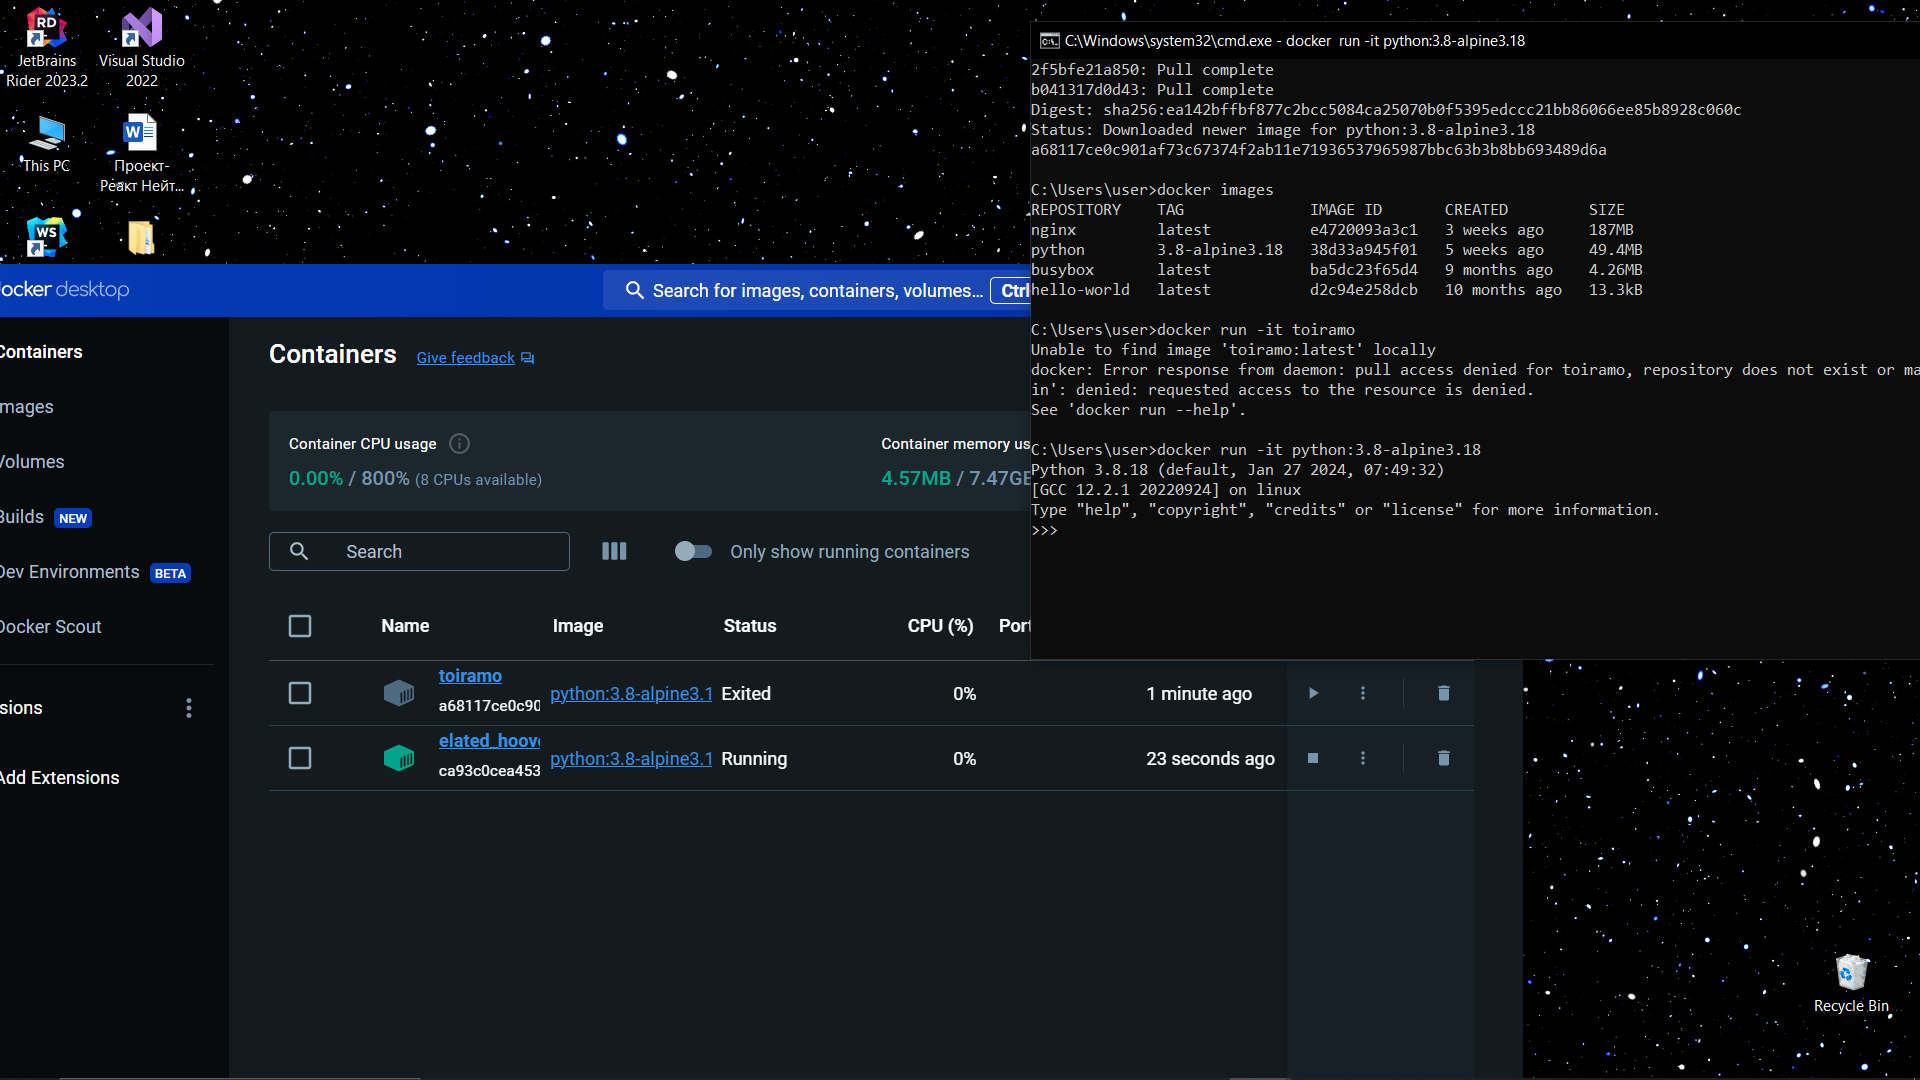 JetBrains
Rider 2023.2
Visual Studio
2022
This PC
Проект-
Реакт Нейт...
C:\Windows\system32\cmd.exe - docker  run -it python:3.8-alpine3.18
2f5bfe21a850: Pull complete
b041317d0d43: Pull complete
Digest: sha256:ea142bffbf877c2bcc5084ca25070b0f5395edccc21bb86066ee85b8928c060c
Status: Downloaded newer image for python:3.8-alpine3.18
a68117ce0c901af73c67374f2ab11e71936537965987bbc63b3b8bb693489d6a
C:\Users\user>docker images
REPOSITORY    TAG              IMAGE ID       CREATED         SIZE
nginx         latest           e4720093a3c1   3 weeks ago     187MB
python        3.8-alpine3.18   38d33a945f01   5 weeks ago     49.4MB
busybox       latest           ba5dc23f65d4   9 months ago    4.26MB
hello-world   latest           d2c94e258dcb   10 months ago   13.3kB
C:\Users\user>docker run -it toiramo
Unable to find image 'toiramo:latest' locally
docker: Error response from daemon: pull access denied for toiramo, repository does not exist or ma
in': denied: requested access to the resource is denied.
See 'docker run --help'.
C:\Users\user>docker run -it python:3.8-alpine3.18
Python 3.8.18 (default, Jan 27 2024, 07:49:32)
[GCC 12.2.1 20220924] on linux
Type "help", "copyright", "credits" or "license" for more information.
>>>
ocker desktop
Search for images, containers, volumes... Ctrl
Containers
mages
Volumes
Builds NEW
Dev Environments BETA
Docker Scout
sions
Add Extensions
Containers Give feedback
Container CPU usage
0.00% / 800% (8 CPUs available)
Container memory us
4.57MB / 7.47GB
Search
Only show running containers
Name Image Status CPU (%) Port
toiramo
a68117ce0c90
python:3.8-alpine3.1 Exited 0% 1 minute ago
elated_hoove
ca93c0cea453
python:3.8-alpine3.1 Running 0% 23 seconds ago
Recycle Bin
RD
WS
W